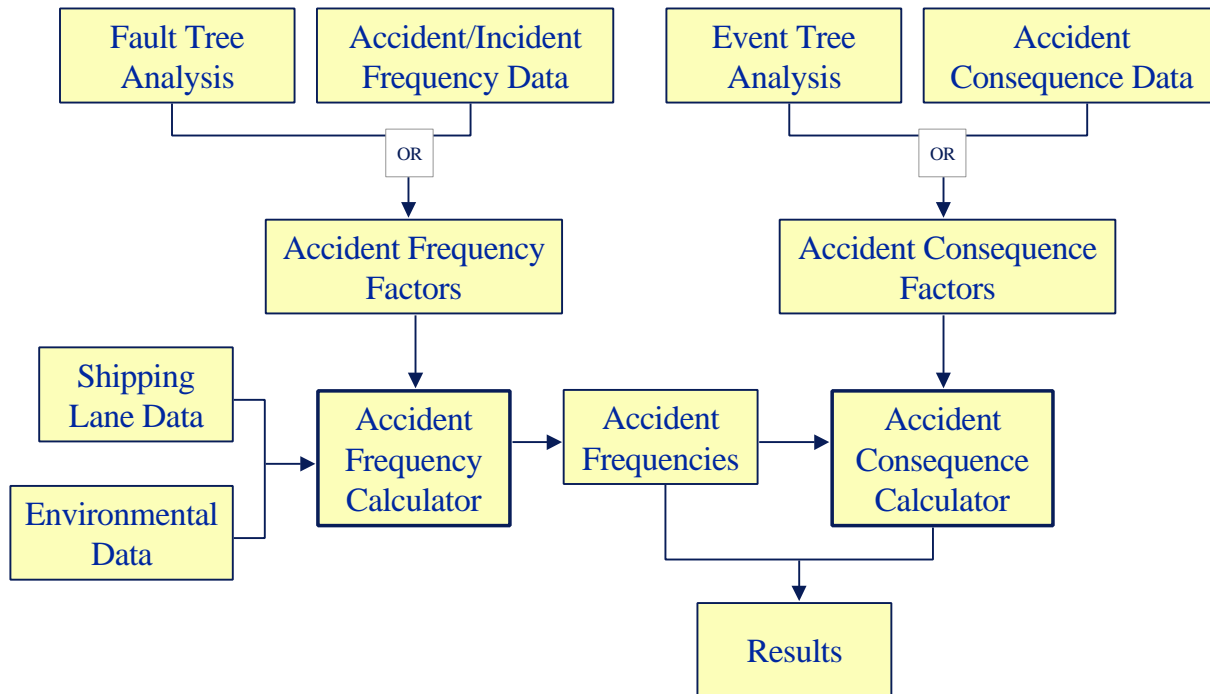 Fault Tree
Analysis
Accident/Incident
Frequency Data
Event Tree
Analysis
Accident
Consequence Data
OR
OR
Accident Frequency
Factors
Accident Consequence
Factors
Shipping
Lane Data
Environmental
Data
Accident
Frequency
Calculator
Accident
Frequencies
Accident
Consequence
Calculator
Results